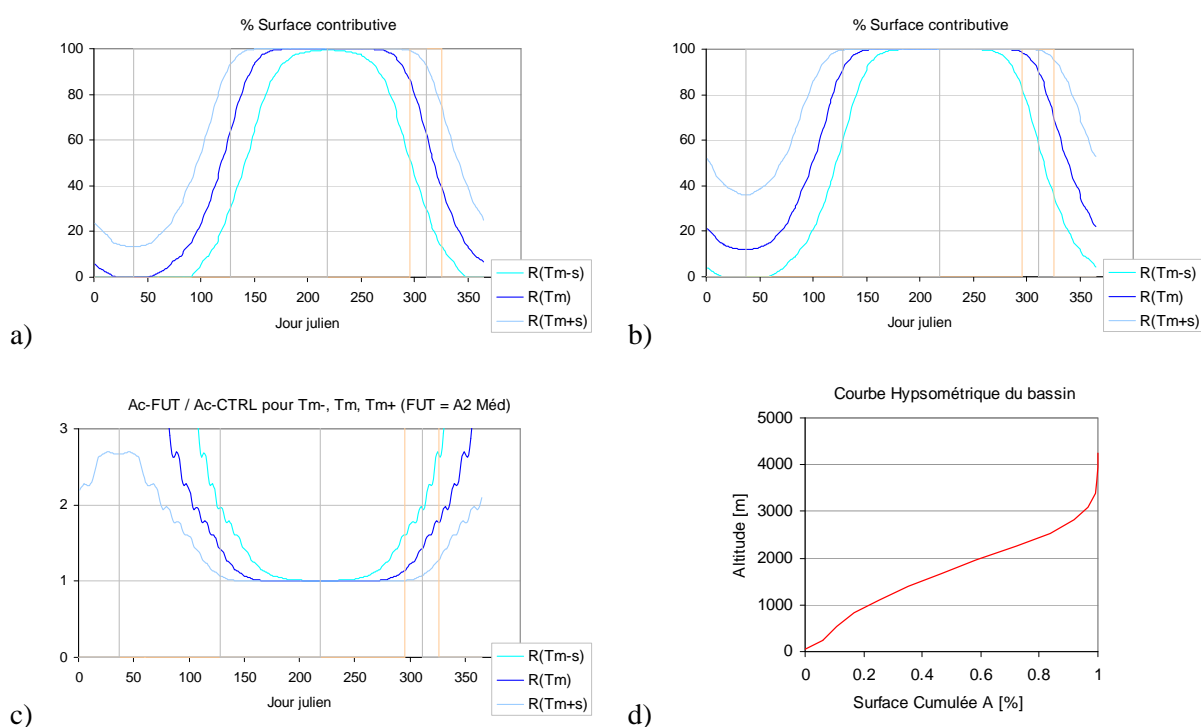 % Surface contributive
100
80
60
40
20
0
0 50 100 150 200 250 300 350
Jour julien
R(Tm-s)
R(Tm)
R(Tm+s)
a)
% Surface contributive
100
80
60
40
20
0
0 50 100 150 200 250 300 350
Jour julien
R(Tm-s)
R(Tm)
R(Tm+s)
b)
Ac-FUT / Ac-CTRL pour Tm-, Tm, Tm+ (FUT = A2 Méd)
3
2
1
0
0 50 100 150 200 250 300 350
Jour julien
R(Tm-s)
R(Tm)
R(Tm+s)
c)
Courbe Hypsométrique du bassin
5000
4000
3000
2000
1000
0
Altitude [m]
0 0.2 0.4 0.6 0.8 1
Surface Cumulée A [%]
d)